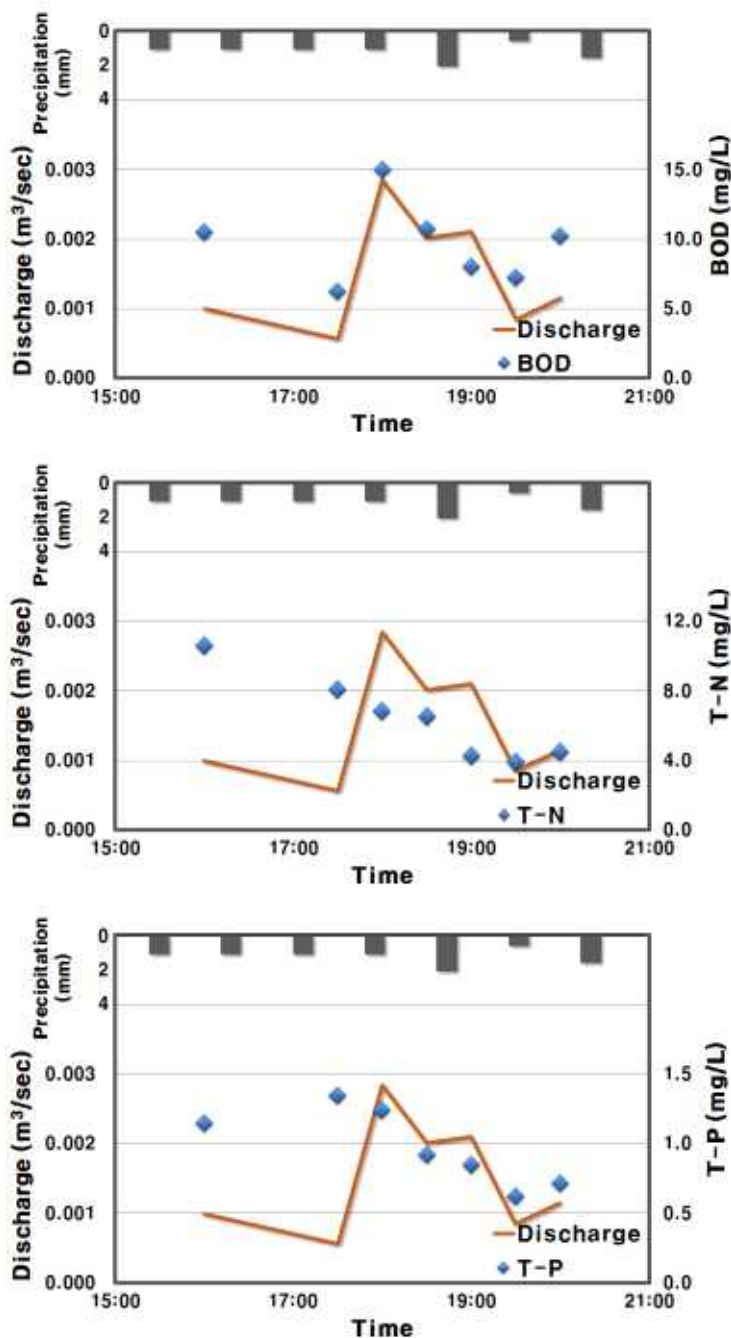 Precipitation
(mm)
0
2
4
Discharge (m³/sec)
0.003
0.002
0.001
0.000
15.0
10.0
5.0
0.0
BOD (mg/L)
Discharge
BOD
15:00 17:00 19:00 21:00
Time
Precipitation
(mm)
0
2
4
Discharge (m³/sec)
0.003
0.002
0.001
0.000
12.0
8.0
4.0
0.0
T-N (mg/L)
Discharge
T-N
15:00 17:00 19:00 21:00
Time
Precipitation
(mm)
0
2
4
Discharge (m³/sec)
0.003
0.002
0.001
0.000
1.5
1.0
0.5
0.0
T-P (mg/L)
Discharge
T-P
15:00 17:00 19:00 21:00
Time